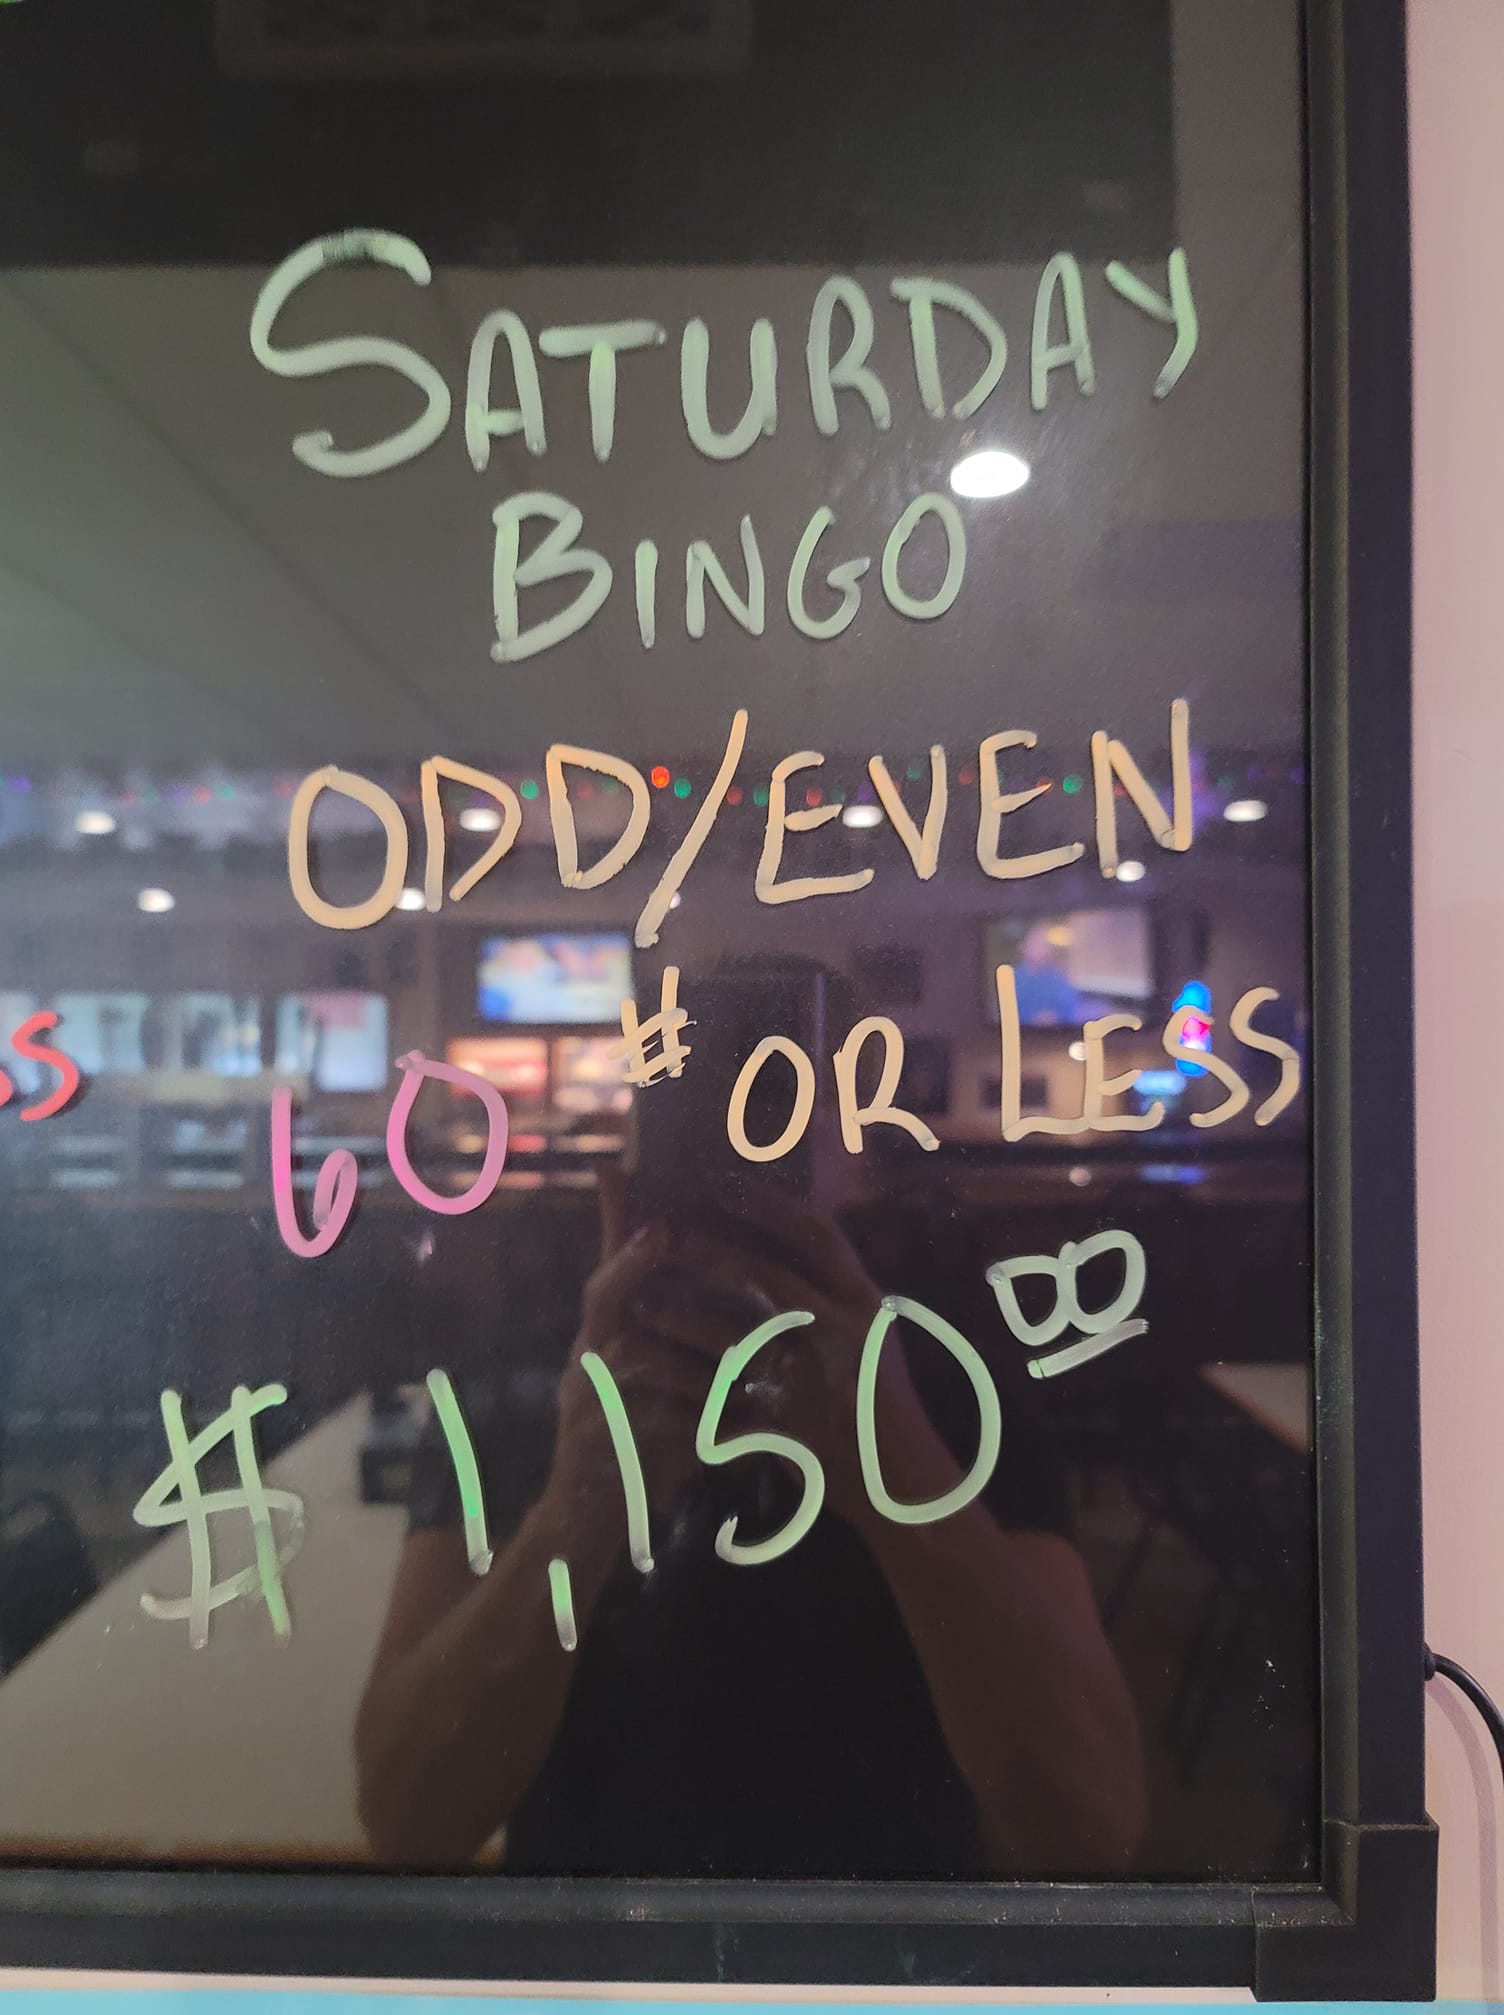 SATURDAY
BINGO
ODD/EVEN
60 # OR LESS
$1,150 00